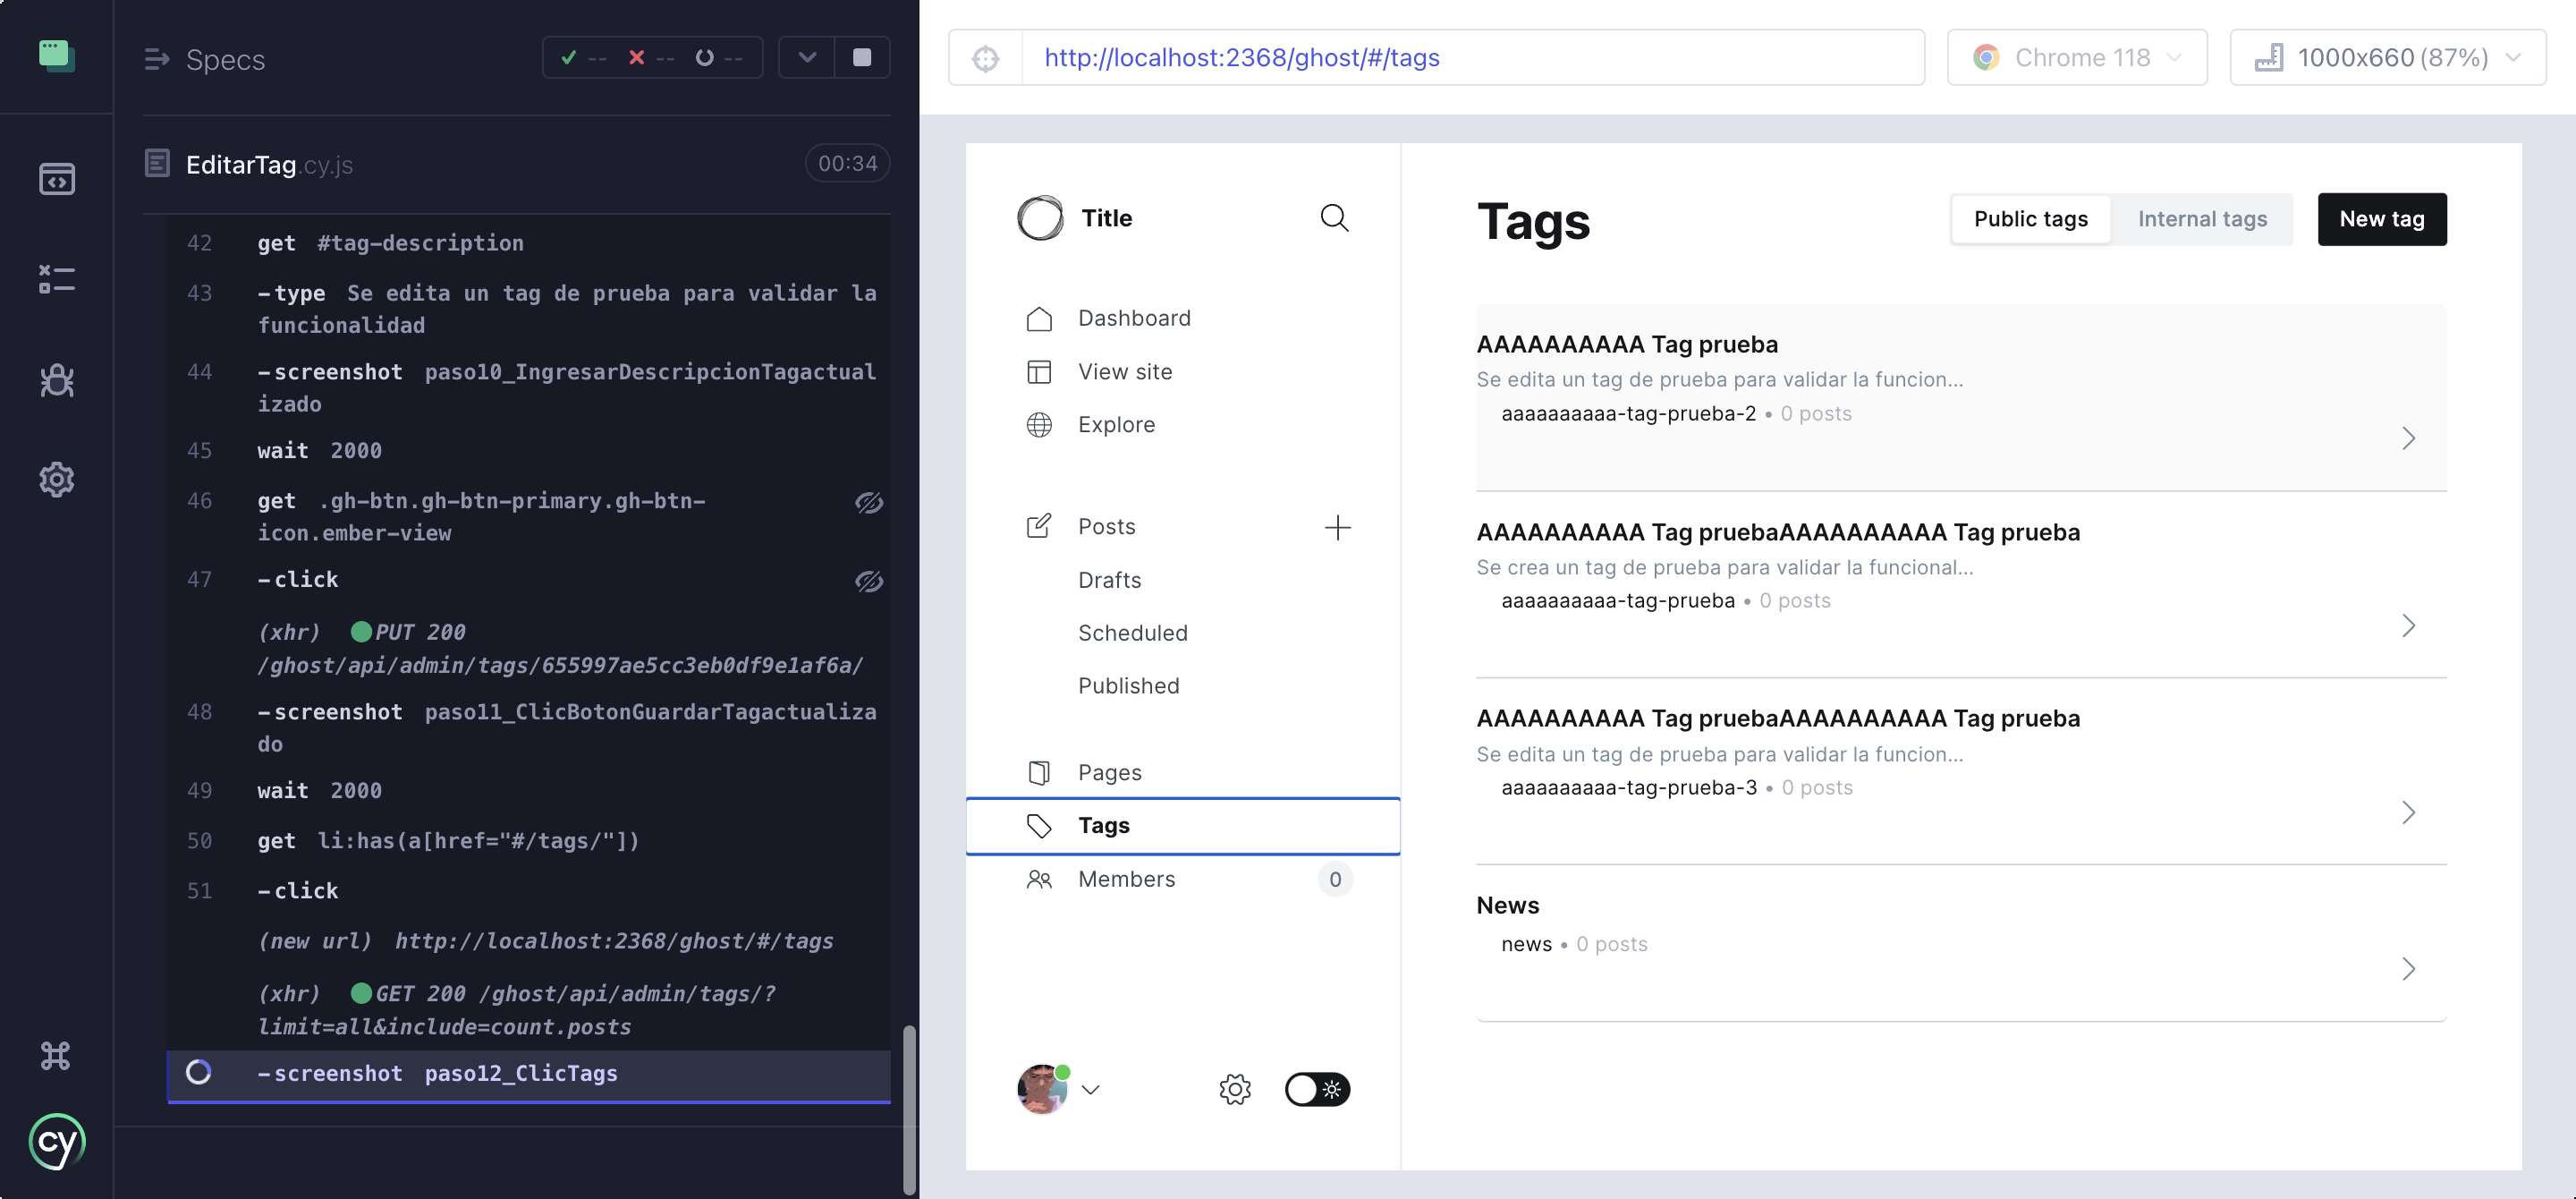 Specs
-- -- --
EditarTag.cy.js
00:34
42 get #tag-description
43 -type Se edita un tag de prueba para validar la
funcionalidad
44 -screenshot paso10_IngresarDescripcionTagactual
izado
45 wait 2000
46 get .gh-btn.gh-btn-primary.gh-btn-
icon.ember-view
47 -click
(xhr) PUT 200
/ghost/api/admin/tags/655997ae5cc3eb0df9e1af6a/
48 -screenshot paso11_ClicBotonGuardarTagactualiza
do
49 wait 2000
50 get li:has(a[href="#/tags/"])
51 -click
(new url) http://localhost:2368/ghost/#/tags
(xhr) GET 200 /ghost/api/admin/tags/?
limit=all&include=count.posts
-screenshot paso12_ClicTags
cy
http://localhost:2368/ghost/#/tags
Chrome 118
1000x660 (87%)
Title
Dashboard
View site
Explore
Posts
Drafts
Scheduled
Published
Pages
Tags
Members
0
Tags
Public tags
Internal tags
New tag
AAAAAAAAAA Tag prueba
Se edita un tag de prueba para validar la funcion...
aaaaaaaaaa-tag-prueba-2 • 0 posts
AAAAAAAAAA Tag pruebaAAAAAAAAAA Tag prueba
Se crea un tag de prueba para validar la funcional...
aaaaaaaaaa-tag-prueba • 0 posts
AAAAAAAAAA Tag pruebaAAAAAAAAAA Tag prueba
Se edita un tag de prueba para validar la funcion...
aaaaaaaaaa-tag-prueba-3 • 0 posts
News
news • 0 posts